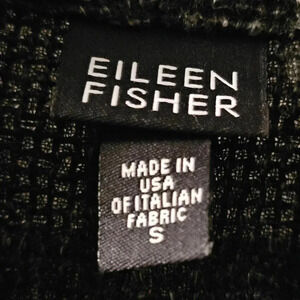 EILEEN
FISHER
MADE IN
USA
OF ITALIAN
FABRIC
S